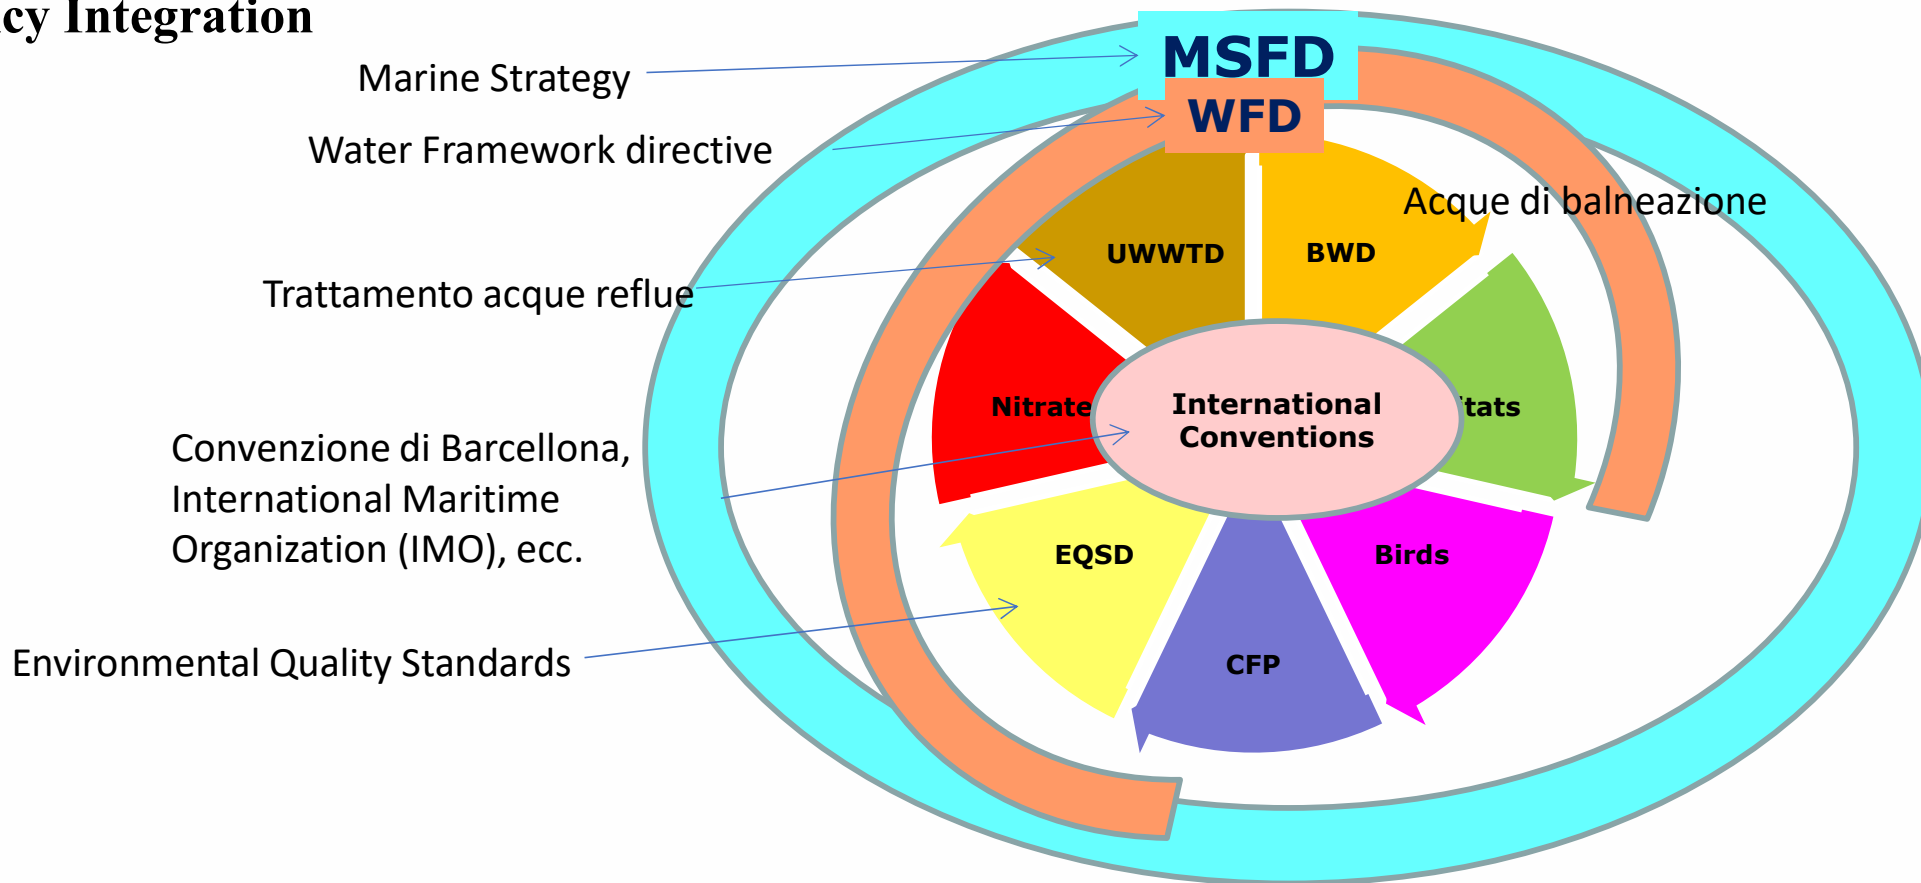 cy Integration
MSFD
Marine Strategy
WFD
Water Framework directive
Acque di balneazione
UWWTD
BWD
Trattamento acque reflue
Nitrate
International
Conventions
tats
Convenzione di Barcellona,
International Maritime
Organization (IMO), ecc.
EQSD
Birds
CFP
Environmental Quality Standards